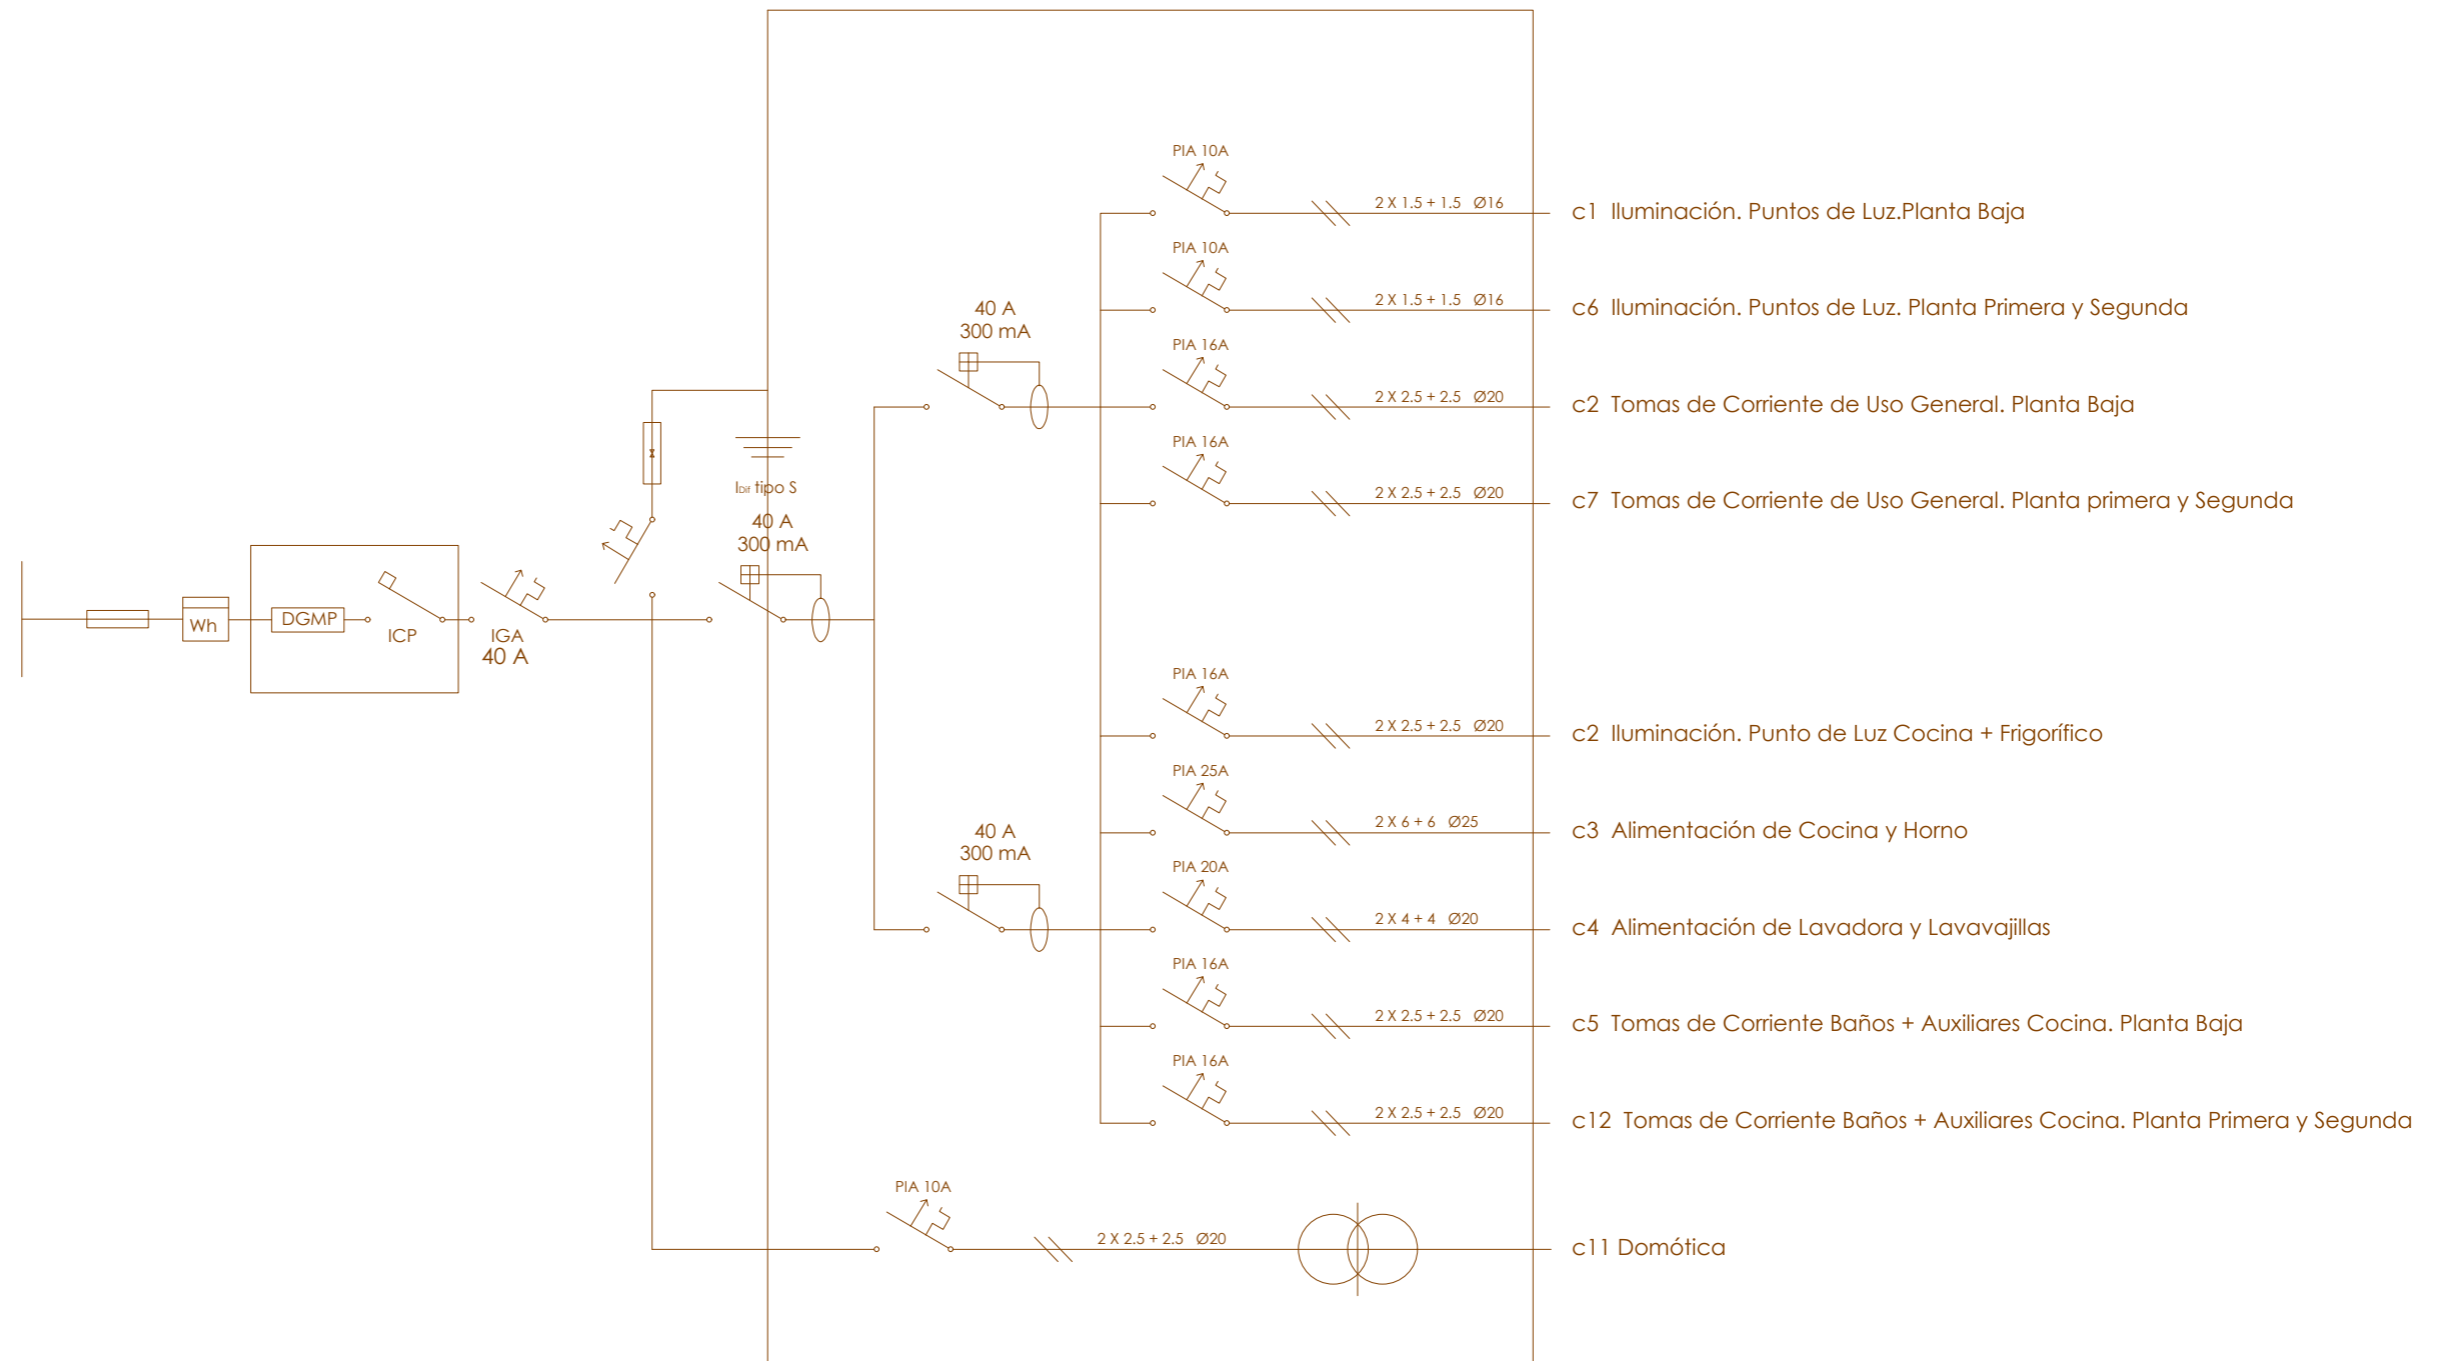 PIA 10A
2 X 1.5 + 1.5 Ø16
c1 Iluminación. Puntos de Luz.Planta Baja
PIA 10A
2 X 1.5 + 1.5 Ø16
c6 Iluminación. Puntos de Luz. Planta Primera y Segunda
40 A
300 mA
PIA 16A
2 X 2.5 + 2.5 Ø20
c2 Tomas de Corriente de Uso General. Planta Baja
PIA 16A
2 X 2.5 + 2.5 Ø20
c7 Tomas de Corriente de Uso General. Planta primera y Segunda
IDif tipo S
40 A
300 mA
Wh
DGMP
ICP
IGA
40 A
PIA 16A
2 X 2.5 + 2.5 Ø20
c2 Iluminación. Punto de Luz Cocina + Frigorífico
PIA 25A
2 X 6 + 6 Ø25
c3 Alimentación de Cocina y Horno
40 A
300 mA
PIA 20A
2 X 4 + 4 Ø20
c4 Alimentación de Lavadora y Lavavajillas
PIA 16A
2 X 2.5 + 2.5 Ø20
c5 Tomas de Corriente Baños + Auxiliares Cocina. Planta Baja
PIA 16A
2 X 2.5 + 2.5 Ø20
c12 Tomas de Corriente Baños + Auxiliares Cocina. Planta Primera y Segunda
PIA 10A
2 X 2.5 + 2.5 Ø20
c11 Domótica